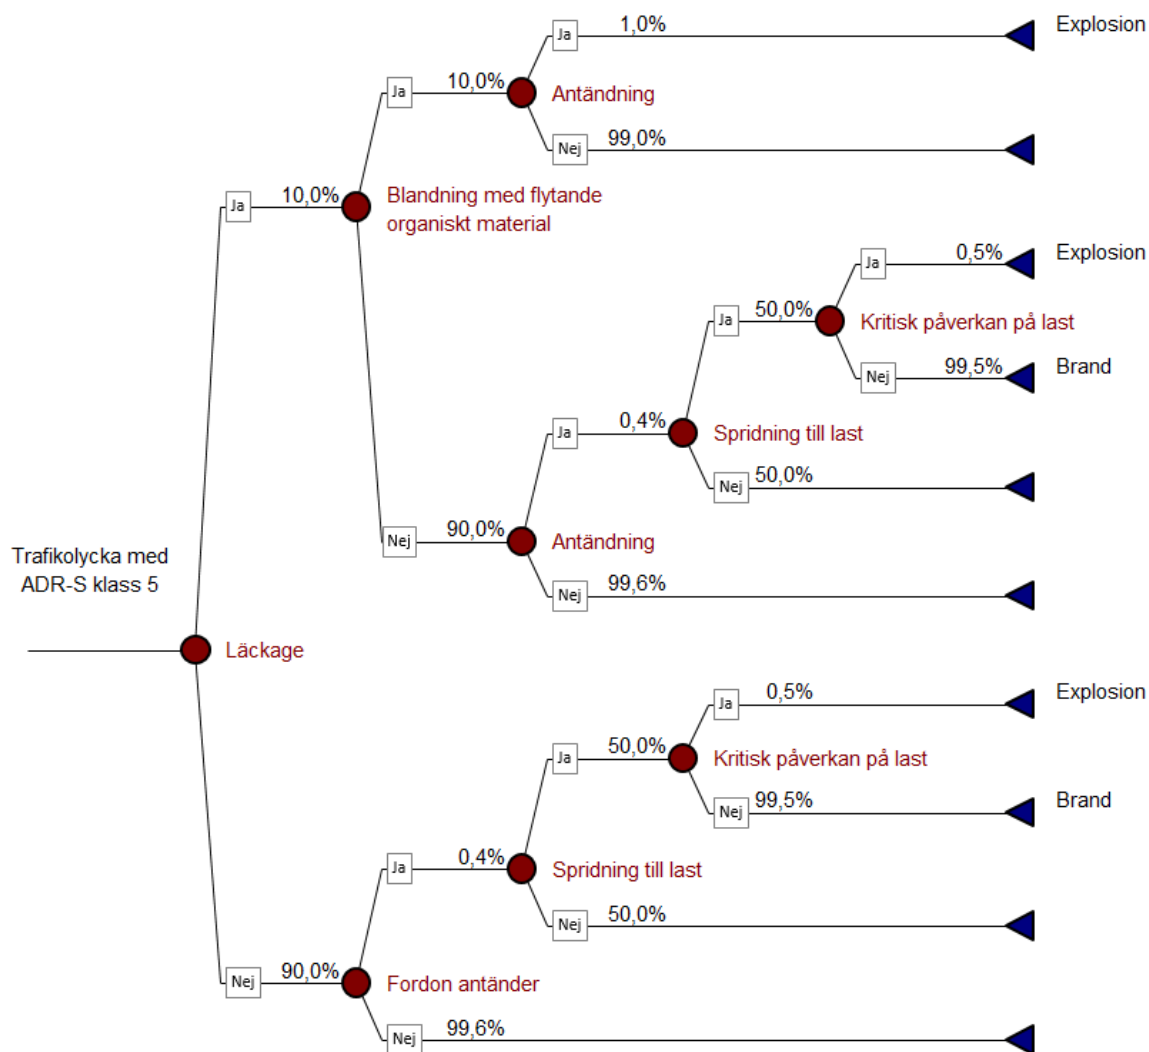 Ja 1,0% Explosion
Ja 10,0% Antändning
Nej 99,0%
Ja 10,0% Blandning med flytande
organiskt material
Ja 0,5% Explosion
Ja 50,0% Kritisk påverkan på last
Nej 99,5% Brand
Ja 0,4% Spridning till last
Nej 50,0%
Nej 90,0% Antändning
Nej 99,6%
Trafikolycka med
ADR-S klass 5
Läckage
Ja 0,5% Explosion
Ja 50,0% Kritisk påverkan på last
Nej 99,5% Brand
Ja 0,4% Spridning till last
Nej 50,0%
Nej 90,0% Fordon antänder
Nej 99,6%